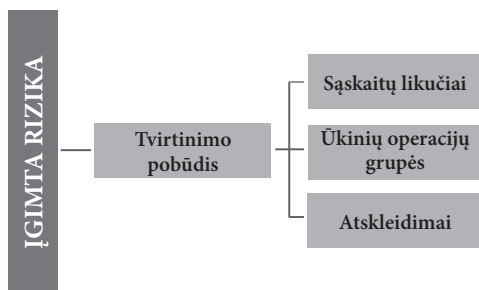 ĮGIMTA RIZIKA
Tvirtinimo
pobūdis
Sąskaitų likučiai
Ūkinių operacijų
grupės
Atskleidimai